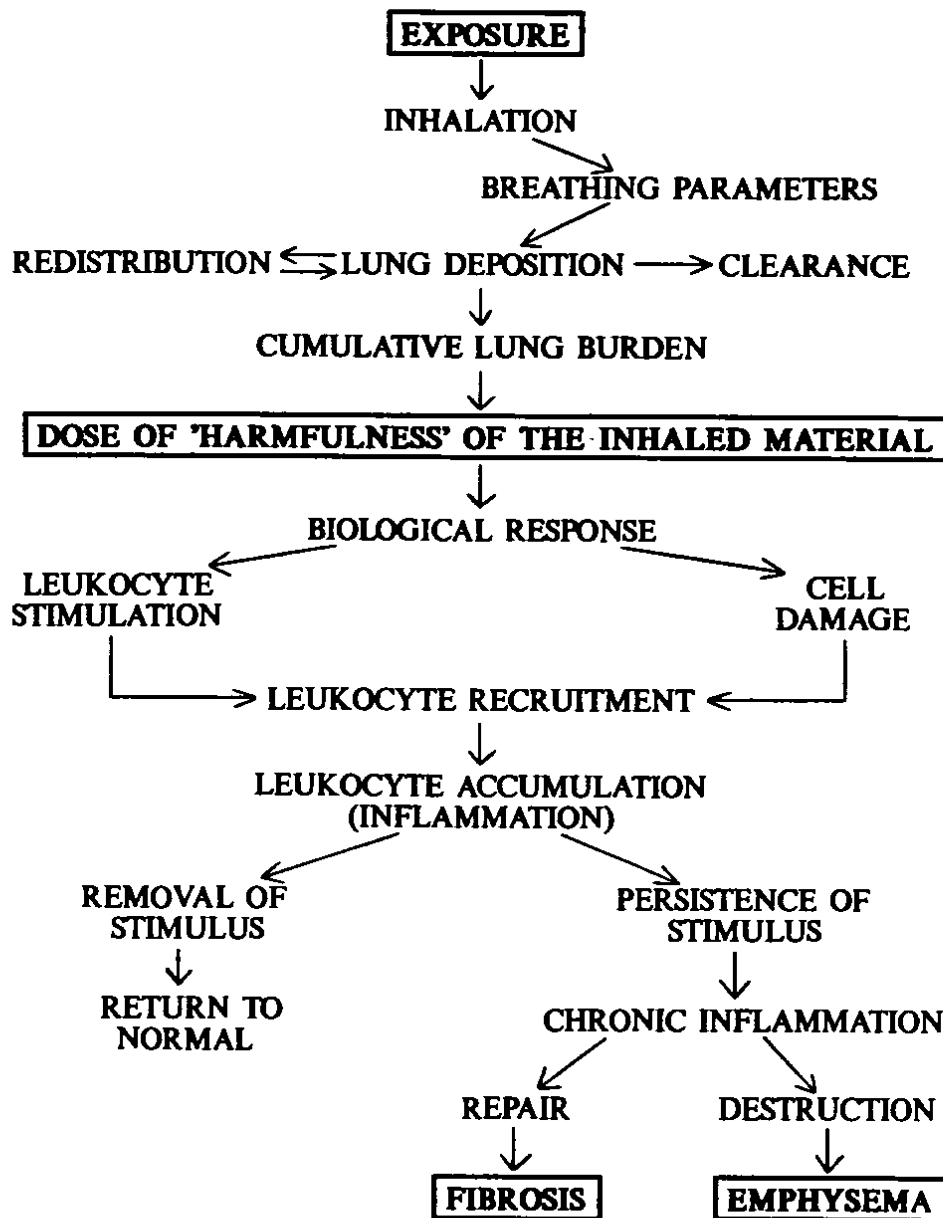 EXPOSURE
INHALATION
BREATHING PARAMETERS
REDISTRIBUTION LUNG DEPOSITION CLEARANCE
CUMULATIVE LUNG BURDEN
DOSE OF 'HARMFULNESS' OF THE INHALED MATERIAL
BIOLOGICAL RESPONSE
LEUKOCYTE
STIMULATION
CELL
DAMAGE
LEUKOCYTE RECRUITMENT
LEUKOCYTE ACCUMULATION
(INFLAMMATION)
REMOVAL OF
STIMULUS
PERSISTENCE OF
STIMULUS
RETURN TO
NORMAL
CHRONIC INFLAMMATION
REPAIR
DESTRUCTION
FIBROSIS
EMPHYSEMA